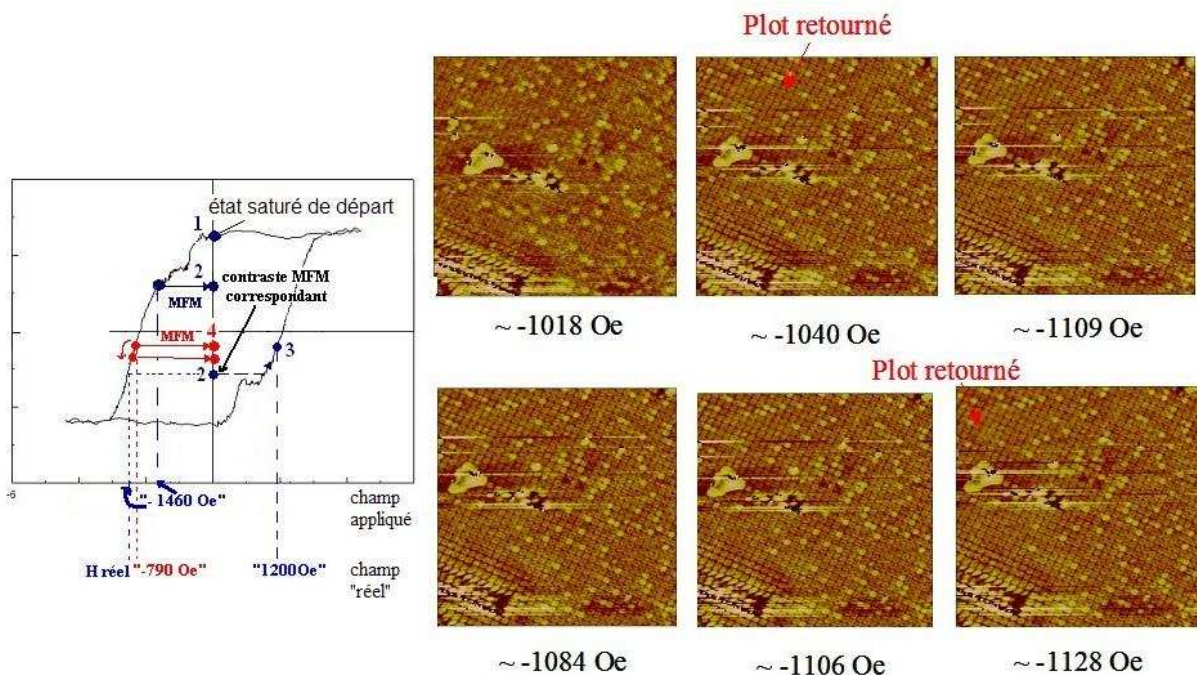 Plot retourné
~ -1018 Oe
~ -1040 Oe
~ -1109 Oe
Plot retourné
~ -1084 Oe
~ -1106 Oe
~ -1128 Oe
état saturé de départ
1
2
contraste MFM
correspondant
MFM
4
MFM
3
2
-6
"- 1460 Oe"
champ
appliqué
H réel "-790 Oe"
"1200Oe"
champ
"réel"